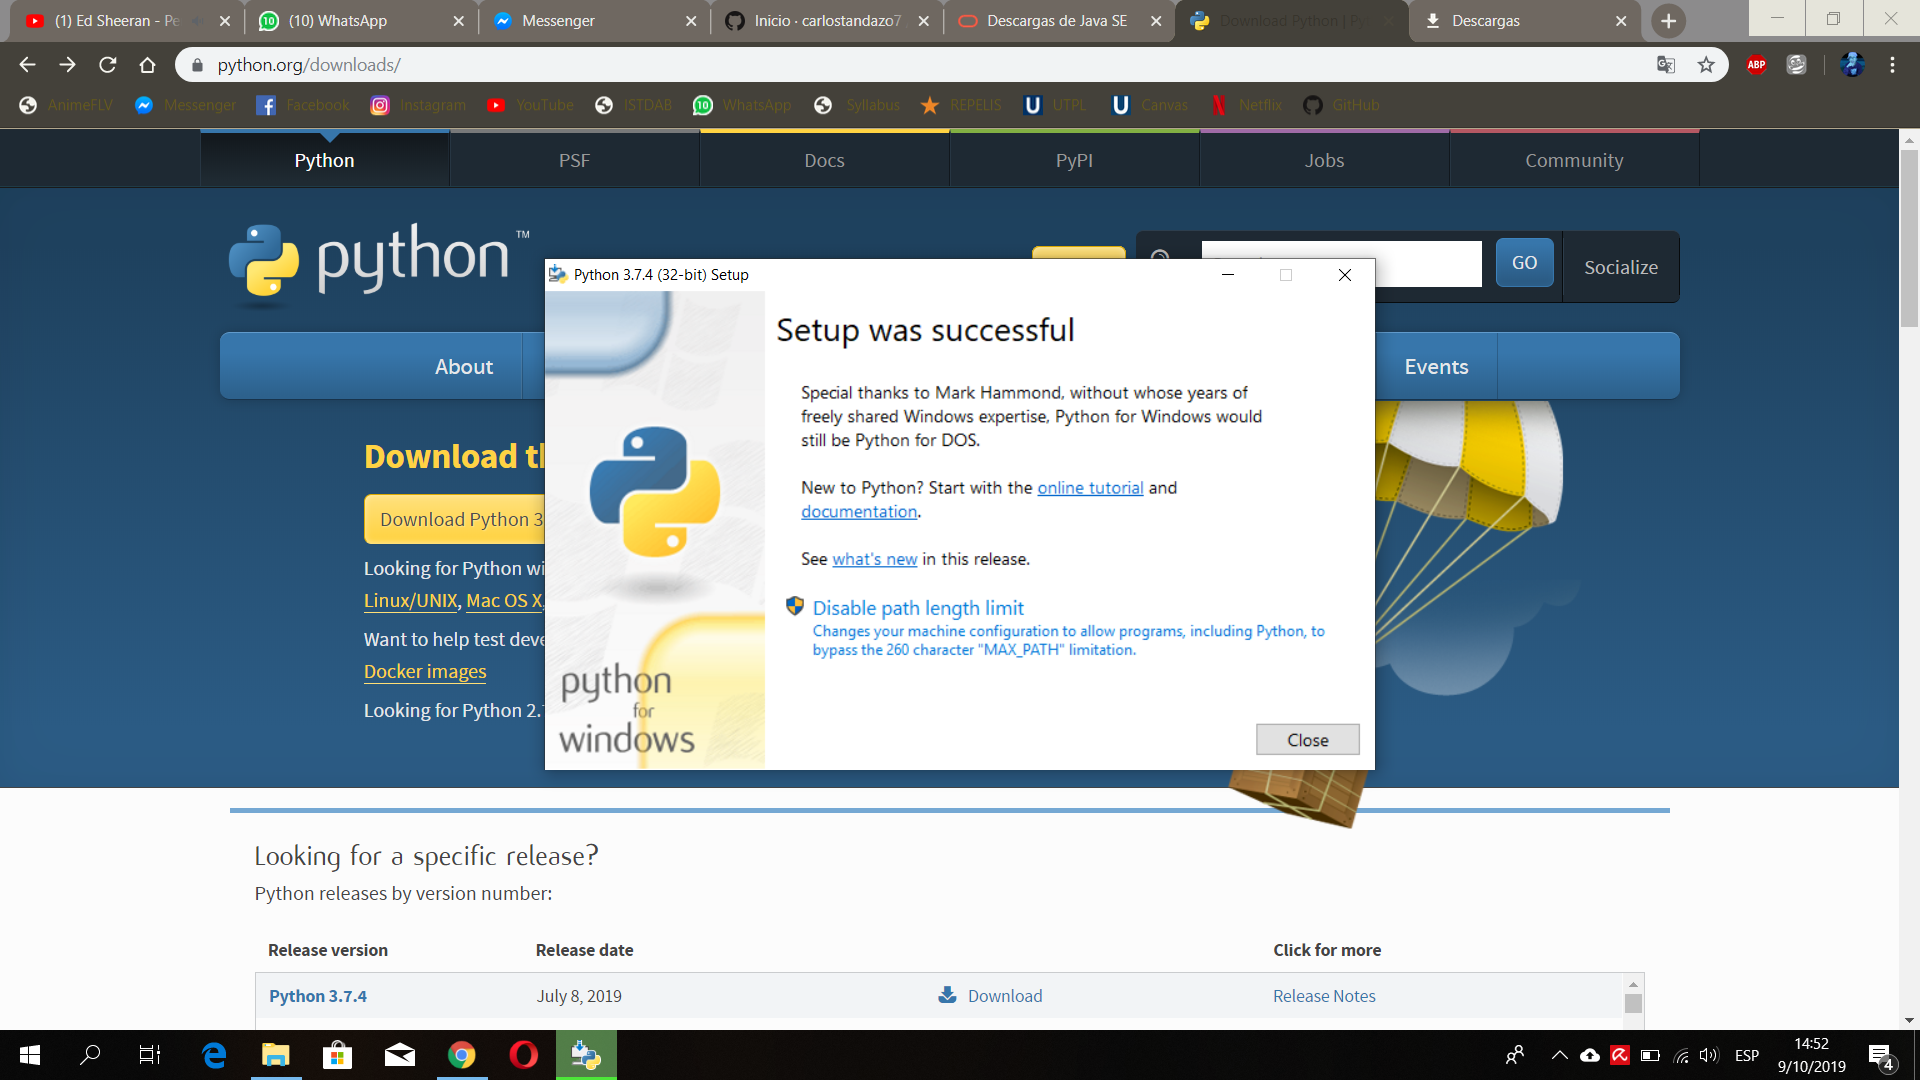 (1) Ed Sheeran - Pe
(10) WhatsApp
Messenger
Inicio · carlostandazo7
Descargas de Java SE
Download Python | Py
Descargas
python.org/downloads/
ABP
AnimeFLV
Messenger
Facebook
Instagram
YouTube
ISTDAB
WhatsApp
Syllabus
REPELIS
UTPL
Canvas
Netflix
GitHub
Python
PSF
Docs
PyPI
Jobs
Community
python™
GO
Socialize
About
Events
Download th
Download Python 3
Looking for Python wi
Linux/UNIX, Mac OS X,
Want to help test deve
Docker images
Looking for Python 2.
Python 3.7.4 (32-bit) Setup
Setup was successful
Special thanks to Mark Hammond, without whose years of
freely shared Windows expertise, Python for Windows would
still be Python for DOS.
New to Python? Start with the online tutorial and
documentation.
See what's new in this release.
Disable path length limit
Changes your machine configuration to allow programs, including Python, to
bypass the 260 character "MAX_PATH" limitation.
python
for
windows
Close
Looking for a specific release?
Python releases by version number:
Release version
Release date
Click for more
Python 3.7.4
July 8, 2019
Download
Release Notes
ESP
14:52
9/10/2019
4